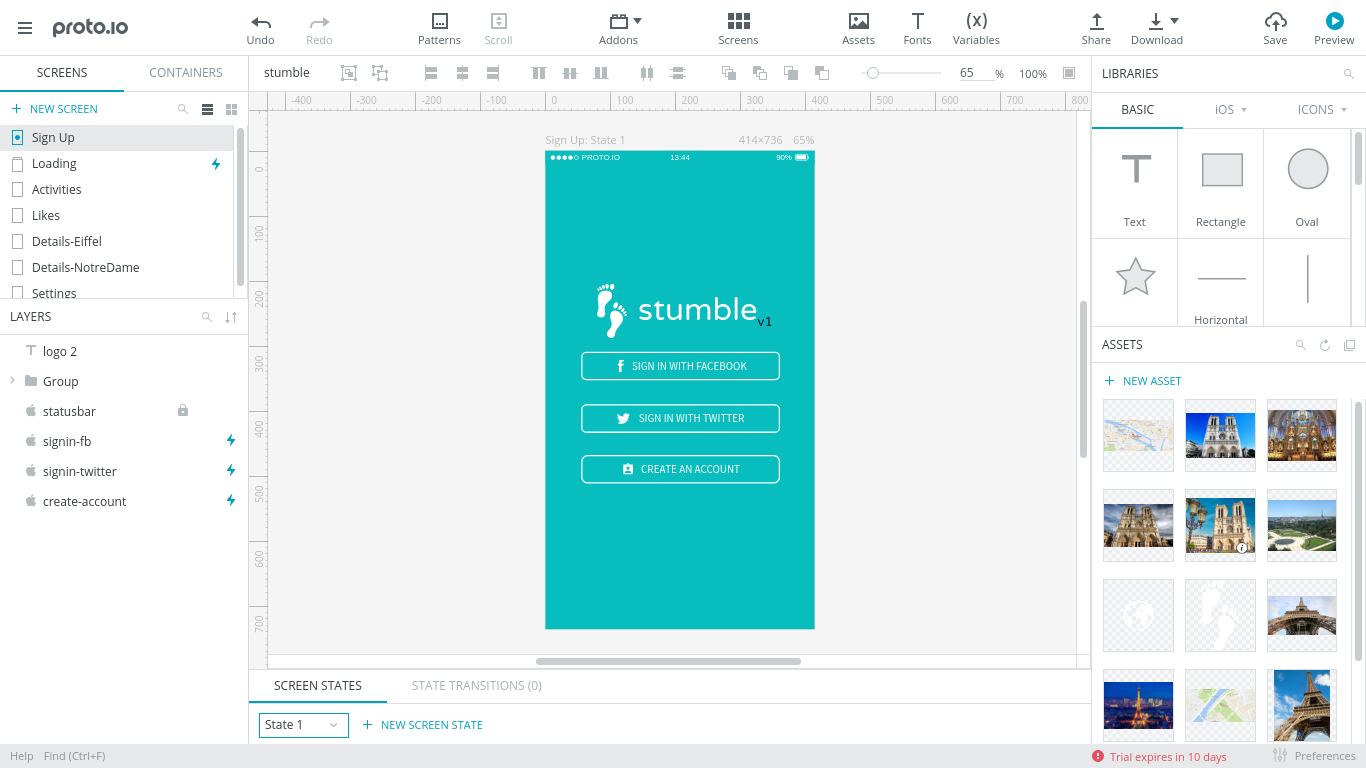 proto.io
Undo
Redo
Patterns
Scroll
Addons
Screens
Assets
Fonts
(x)
Variables
Share
Download
Save
Preview
SCREENS
CONTAINERS
+ NEW SCREEN
Sign Up
Loading
Activities
Likes
Details-Eiffel
Details-NotreDame
Settings
LAYERS
logo 2
Group
statusbar
signin-fb
signin-twitter
create-account
stumble
65 %
100%
-400 -300 -200 -100 0 100 200 300 400 500 600 700 800
0
100
200
300
400
500
600
700
Sign Up: State 1 414×736 65%
PROTO.IO 13:44 90%
stumble
v1
SIGN IN WITH FACEBOOK
SIGN IN WITH TWITTER
CREATE AN ACCOUNT
SCREEN STATES
STATE TRANSITIONS (0)
State 1
+ NEW SCREEN STATE
LIBRARIES
BASIC
iOS
ICONS
Text
Rectangle
Oval
Horizontal
ASSETS
+ NEW ASSET
Help
Find (Ctrl+F)
Trial expires in 10 days
Preferences